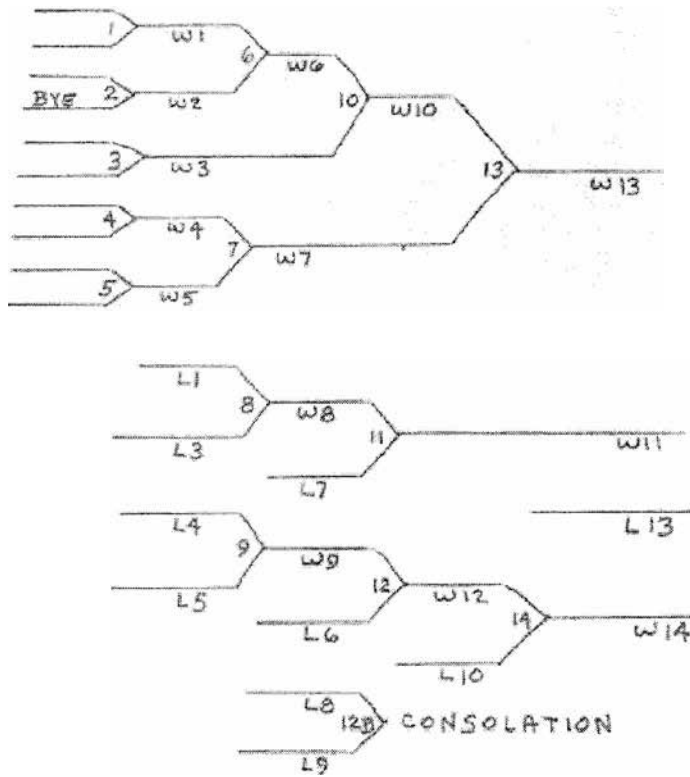 1 W1
6 W6
BYE 2 W2
10 W10
3 W3
13 W13
4 W4
7 W7
5 W5
L1
8 W8
L3
11 W11
L7
L4
L13
9 W9
L5
12 W12
L6
14 W14
L10
L8
12B CONSOLATION
L9